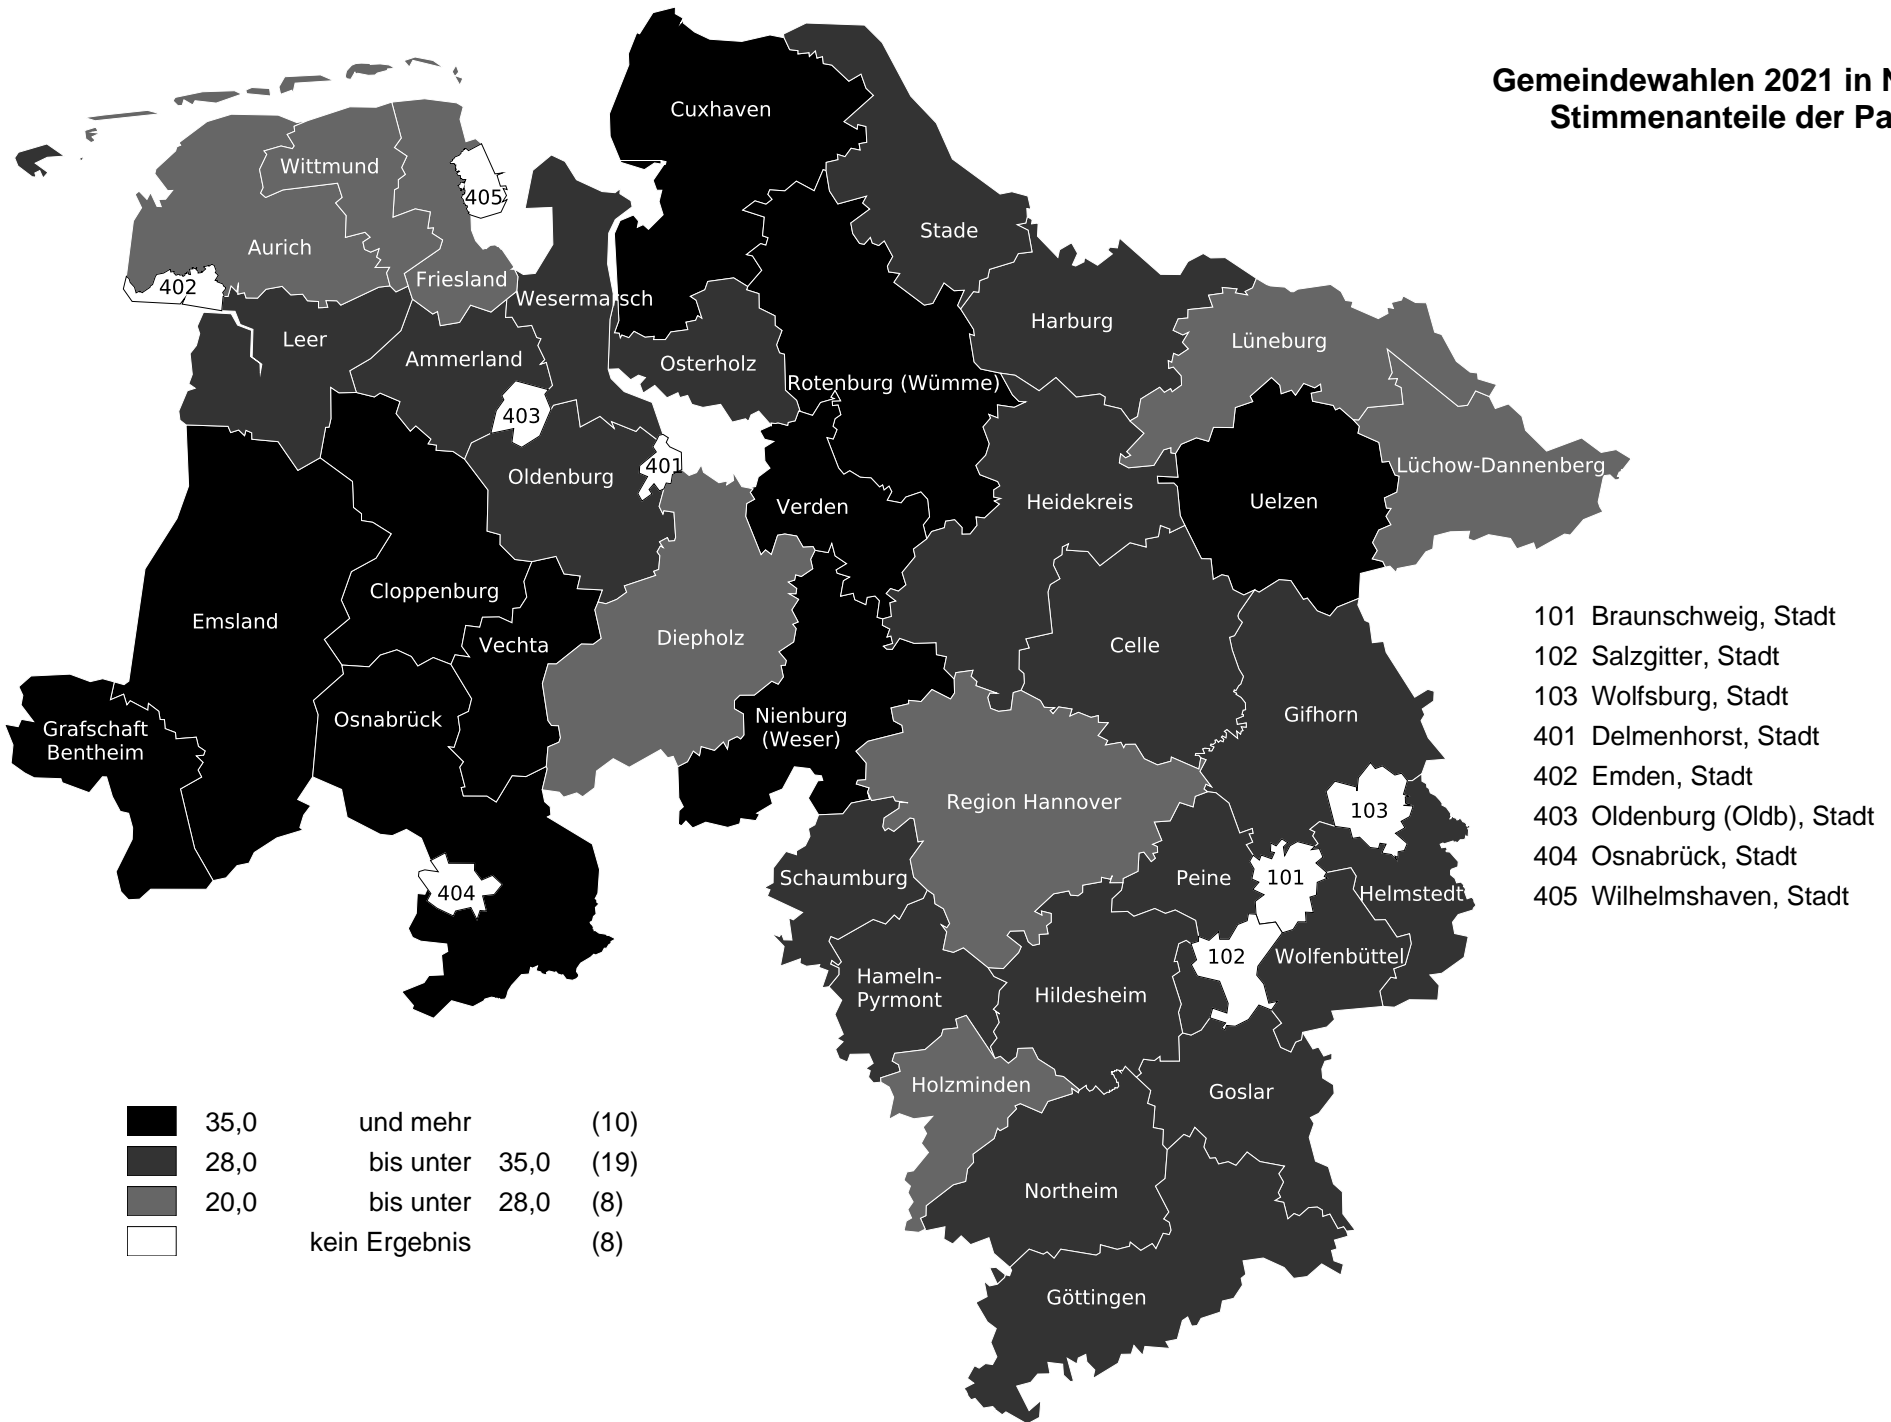 Gemeindewahlen 2021 in N
Stimmenanteile der Pa
Cuxhaven
Wittmund
405
Stade
Aurich
Friesland
402
Wesermarsch
Harburg
Leer
Lüneburg
Ammerland
Osterholz
Rotenburg (Wümme)
403
401
Lüchow-Dannenberg
Oldenburg
Verden
Heidekreis
Uelzen
Cloppenburg
Emsland
Diepholz
Vechta
Celle
Grafschaft
Bentheim
Osnabrück
Nienburg
(Weser)
Gifhorn
Region Hannover
103
Schaumburg
Peine
101
404
Helmstedt
102
Wolfenbüttel
Hameln-
Pyrmont
Hildesheim
Holzminden
Goslar
Northeim
Göttingen
101 Braunschweig, Stadt
102 Salzgitter, Stadt
103 Wolfsburg, Stadt
401 Delmenhorst, Stadt
402 Emden, Stadt
403 Oldenburg (Oldb), Stadt
404 Osnabrück, Stadt
405 Wilhelmshaven, Stadt
35,0 und mehr (10)
28,0 bis unter 35,0 (19)
20,0 bis unter 28,0 (8)
kein Ergebnis (8)